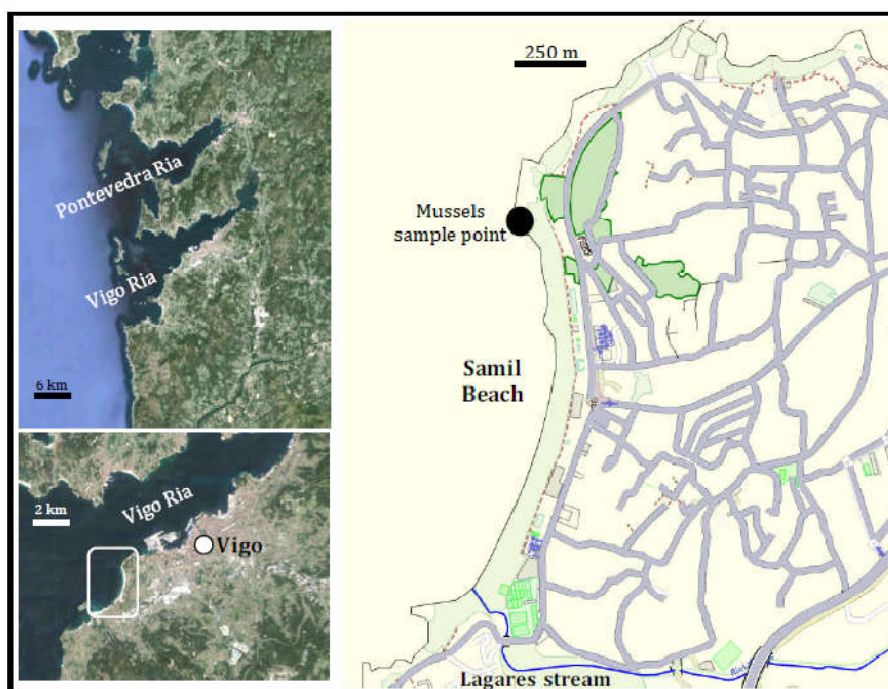 Pontevedra Ria
Vigo Ria
6 km
Vigo Ria
2 km
Vigo
250 m
Mussels
sample point
Samil
Beach
Lagares stream